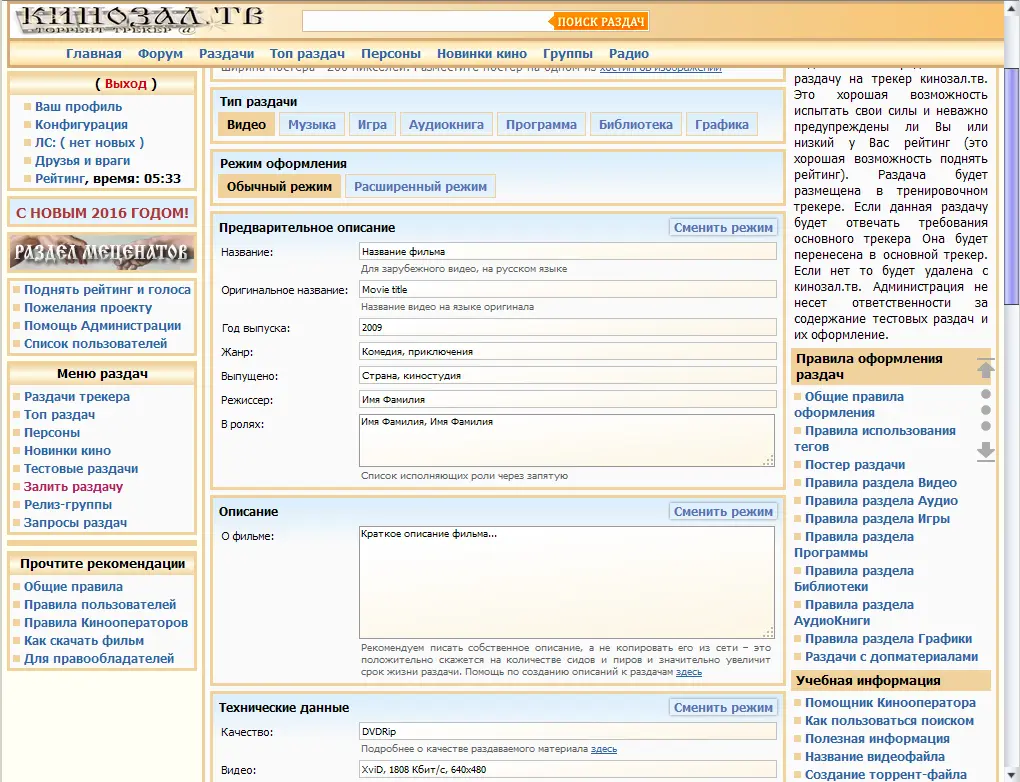 КИНОЗАЛ.ТВ
ТОРРЕНТ ТРЕКЕР @
ПОИСК РАЗДАЧ
Главная Форум Раздачи Топ раздач Персоны Новинки кино Группы Радио
( Выход )
Ваш профиль
Конфигурация
ЛС: ( нет новых )
Друзья и враги
Рейтинг, время: 05:33
С НОВЫМ 2016 ГОДОМ!
РАЗДЕЛ МЕЦЕНАТОВ
Поднять рейтинг и голоса
Пожелания проекту
Помощь Администрации
Список пользователей
Меню раздач
Раздачи трекера
Топ раздач
Персоны
Новинки кино
Тестовые раздачи
Залить раздачу
Релиз-группы
Запросы раздач
Прочтите рекомендации
Общие правила
Правила пользователей
Правила Кинооператоров
Как скачать фильм
Для правообладателей
ширина постера - 200 пикселей. Разместите постер на одном из хостингов изображений
Тип раздачи
Видео Музыка Игра Аудиокнига Программа Библиотека Графика
Режим оформления
Обычный режим Расширенный режим
Предварительное описание Сменить режим
Название: Название фильма
Для зарубежного видео, на русском языке
Оригинальное название: Movie title
Название видео на языке оригинала
Год выпуска: 2009
Жанр: Комедия, приключения
Выпущено: Страна, киностудия
Режиссер: Имя Фамилия
В ролях: Имя Фамилия, Имя Фамилия
Список исполняющих роли через запятую
Описание Сменить режим
О фильме: Краткое описание фильма...
Рекомендуем писать собственное описание, а не копировать его из сети – это
положительно скажется на количестве сидов и пиров и значительно увеличит
срок жизни раздачи. Помощь по созданию описаний к раздачам здесь
Технические данные Сменить режим
Качество: DVDRip
Подробнее о качестве раздаваемого материала здесь
Видео: XviD, 1808 Кбит/с, 640x480
раздачу на трекер кинозал.тв.
Это хорошая возможность
испытать свои силы и неважно
предупреждены ли Вы или
низкий у Вас рейтинг (это
хорошая возможность поднять
рейтинг). Раздача будет
размещена в тренировочном
трекере. Если данная раздачу
будет отвечать требования
основного трекера Она будет
перенесена в основной трекер.
Если нет то будет удалена с
кинозал.тв. Администрация не
несет ответственности за
содержание тестовых раздач и
их оформление.
Правила оформления
раздач
Общие правила
оформления
Правила использования
тегов
Постер раздачи
Правила раздела Видео
Правила раздела Аудио
Правила раздела Игры
Правила раздела
Программы
Правила раздела
Библиотеки
Правила раздела
АудиоКниги
Правила раздела Графики
Раздачи с допматериалами
Учебная информация
Помощник Кинооператора
Как пользоваться поиском
Полезная информация
Название видеофайла
Создание торрент-файла